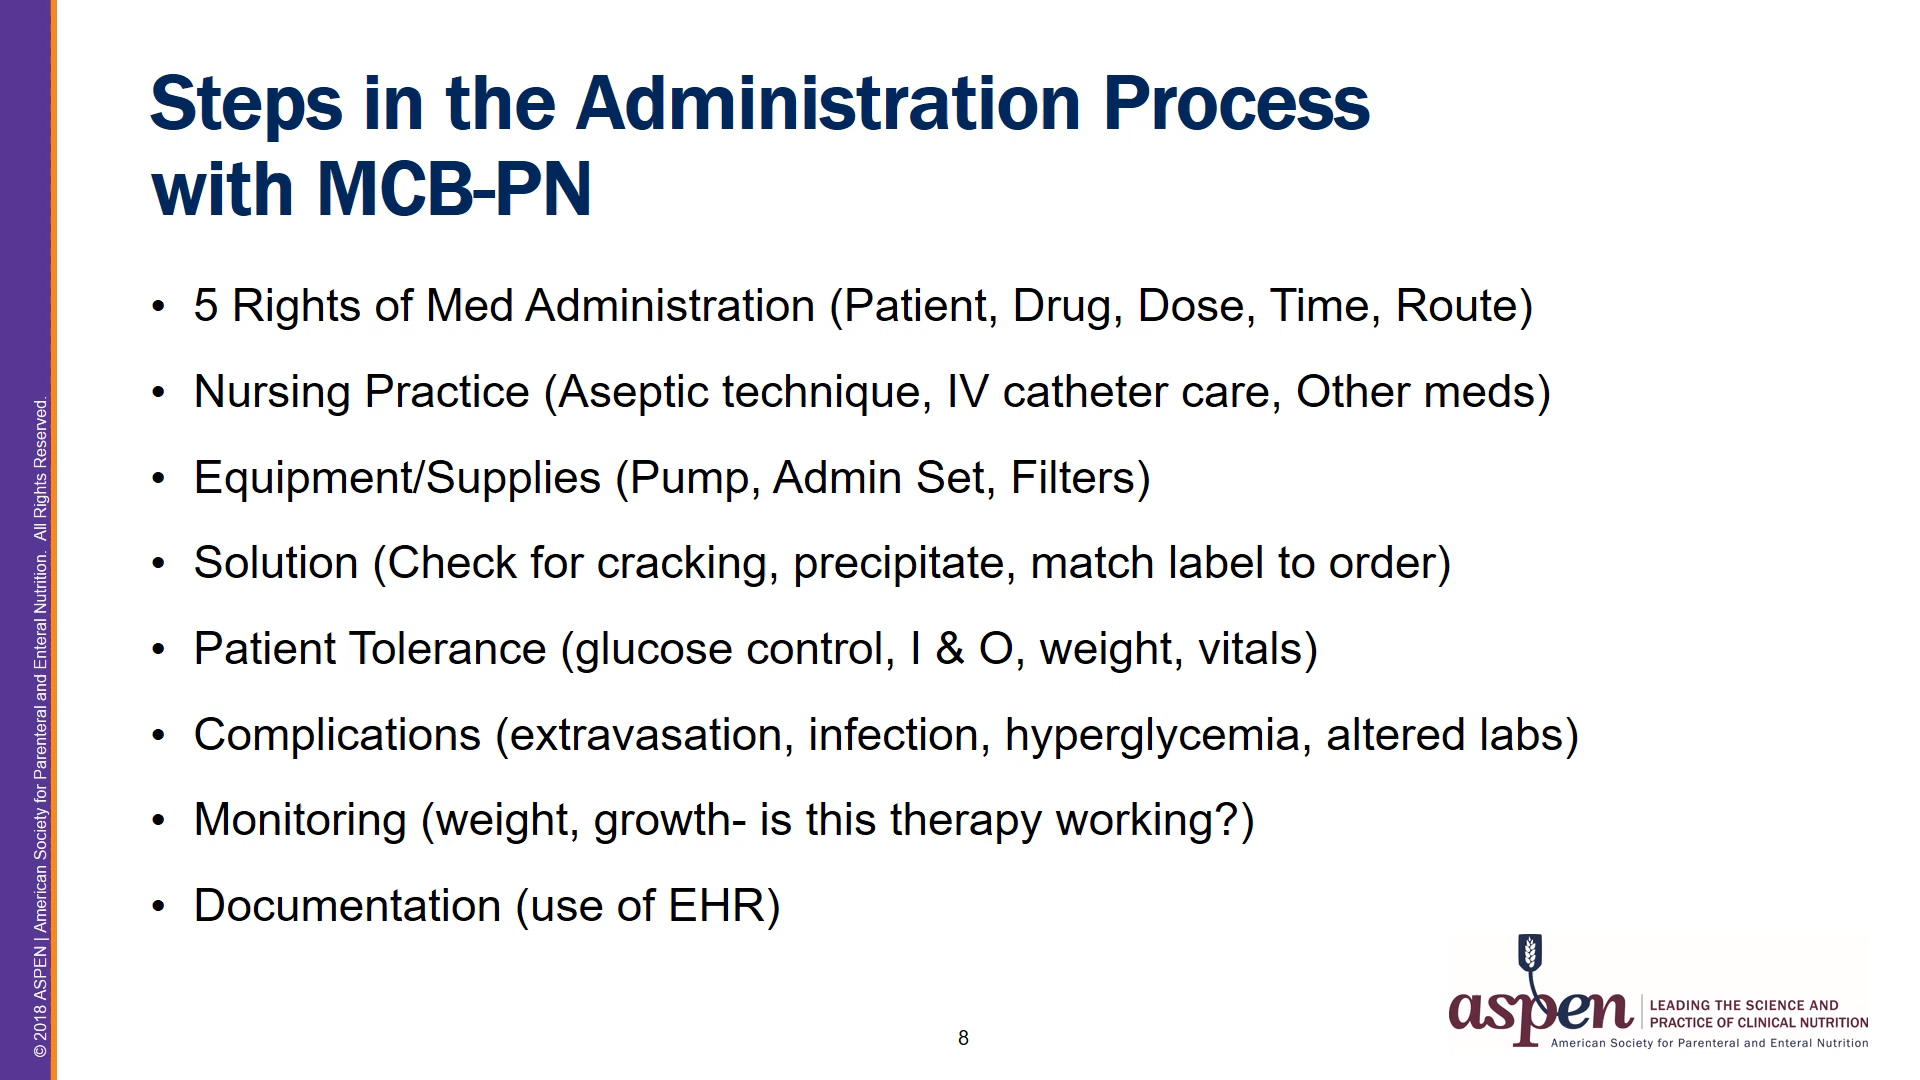 Steps in the Administration Process
with MCB-PN
• 5 Rights of Med Administration (Patient, Drug, Dose, Time, Route)
• Nursing Practice (Aseptic technique, IV catheter care, Other meds)
• Equipment/Supplies (Pump, Admin Set, Filters)
• Solution (Check for cracking, precipitate, match label to order)
• Patient Tolerance (glucose control, I & O, weight, vitals)
• Complications (extravasation, infection, hyperglycemia, altered labs)
• Monitoring (weight, growth- is this therapy working?)
• Documentation (use of EHR)
© 2018 ASPEN | American Society for Parenteral and Enteral Nutrition. All Rights Reserved.
8
aspen
LEADING THE SCIENCE AND
PRACTICE OF CLINICAL NUTRITION
American Society for Parenteral and Enteral Nutrition